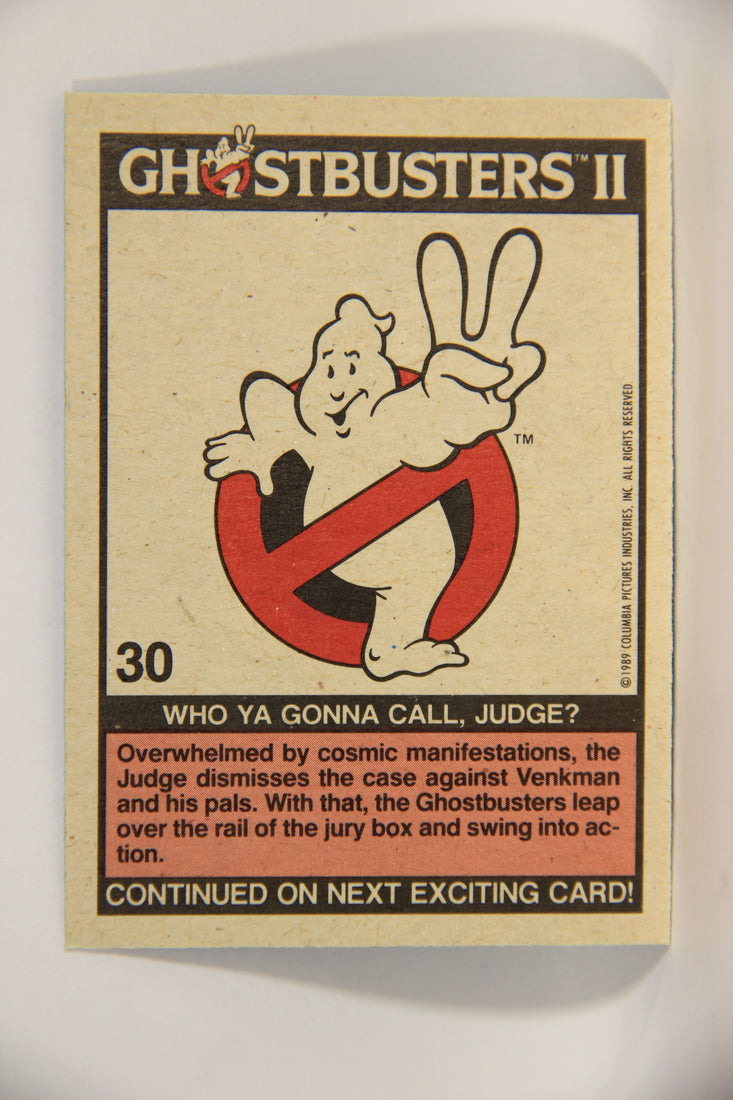 GHOSTBUSTERS™ II
TM
©1989 COLUMBIA PICTURES INDUSTRIES, INC. ALL RIGHTS RESERVED
30
WHO YA GONNA CALL, JUDGE?
Overwhelmed by cosmic manifestations, the
Judge dismisses the case against Venkman
and his pals. With that, the Ghostbusters leap
over the rail of the jury box and swing into ac-
tion.
CONTINUED ON NEXT EXCITING CARD!